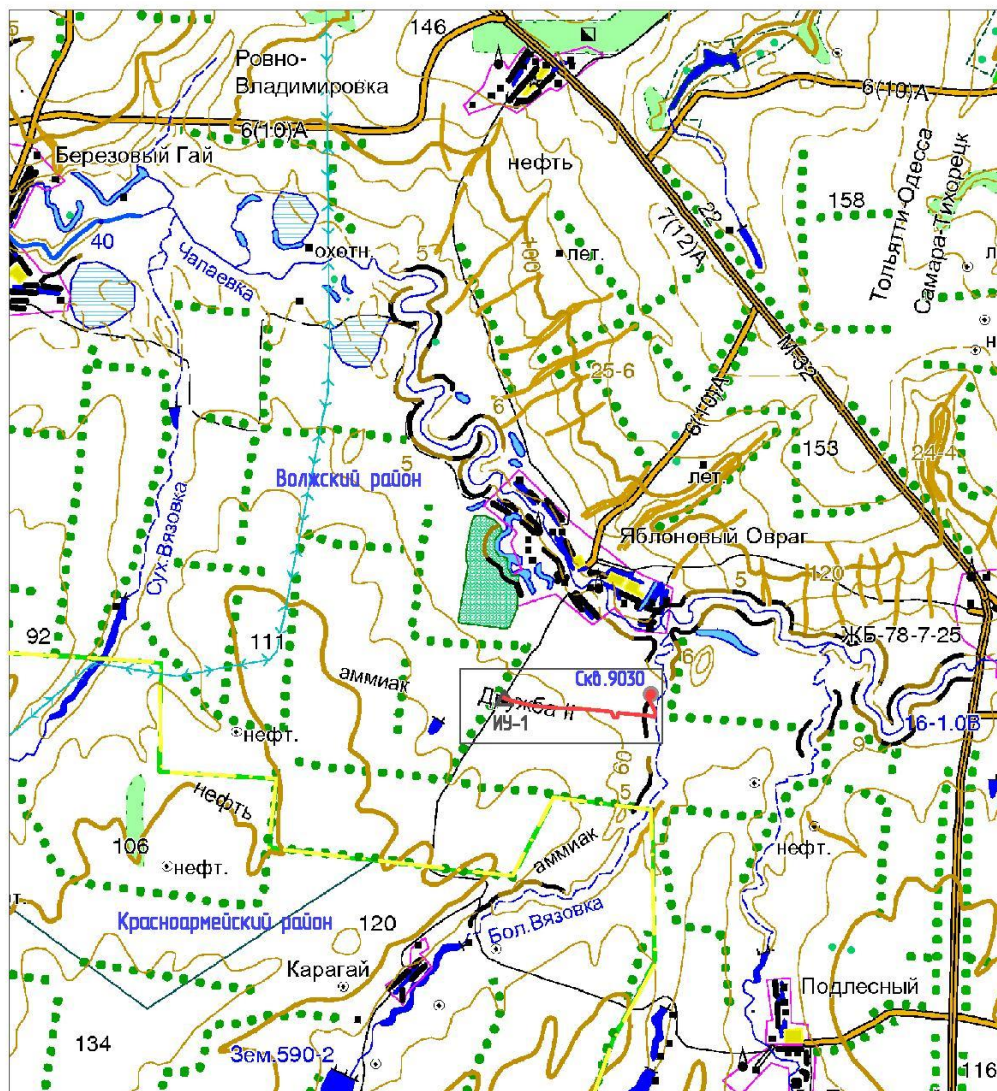 146
Ровно-
Владимировка
6(10)А
6(10)А
Березовый Гай
нефть
158
Тольятти-Одесса
Самара-Тихорецк
22
7(12)А
40
Чапаевка
охотн.
5
100
лет.
М-32
25-6
6(10)А
6
153
24-4
5
Волжский район
лет.
Сух.Вязовка
Яблоновый Овраг
5
120
92
111
ЖБ-78-7-25
аммиак
6
Скв.9030
Дружба II
ИУ-1
16-1.0В
нефт.
9
60
5
нефть
106
аммиак
нефт.
нефт.
Красноармейский район
120
Бол.Вязовка
Карагай
Подлесный
134
Зем.590-2
116